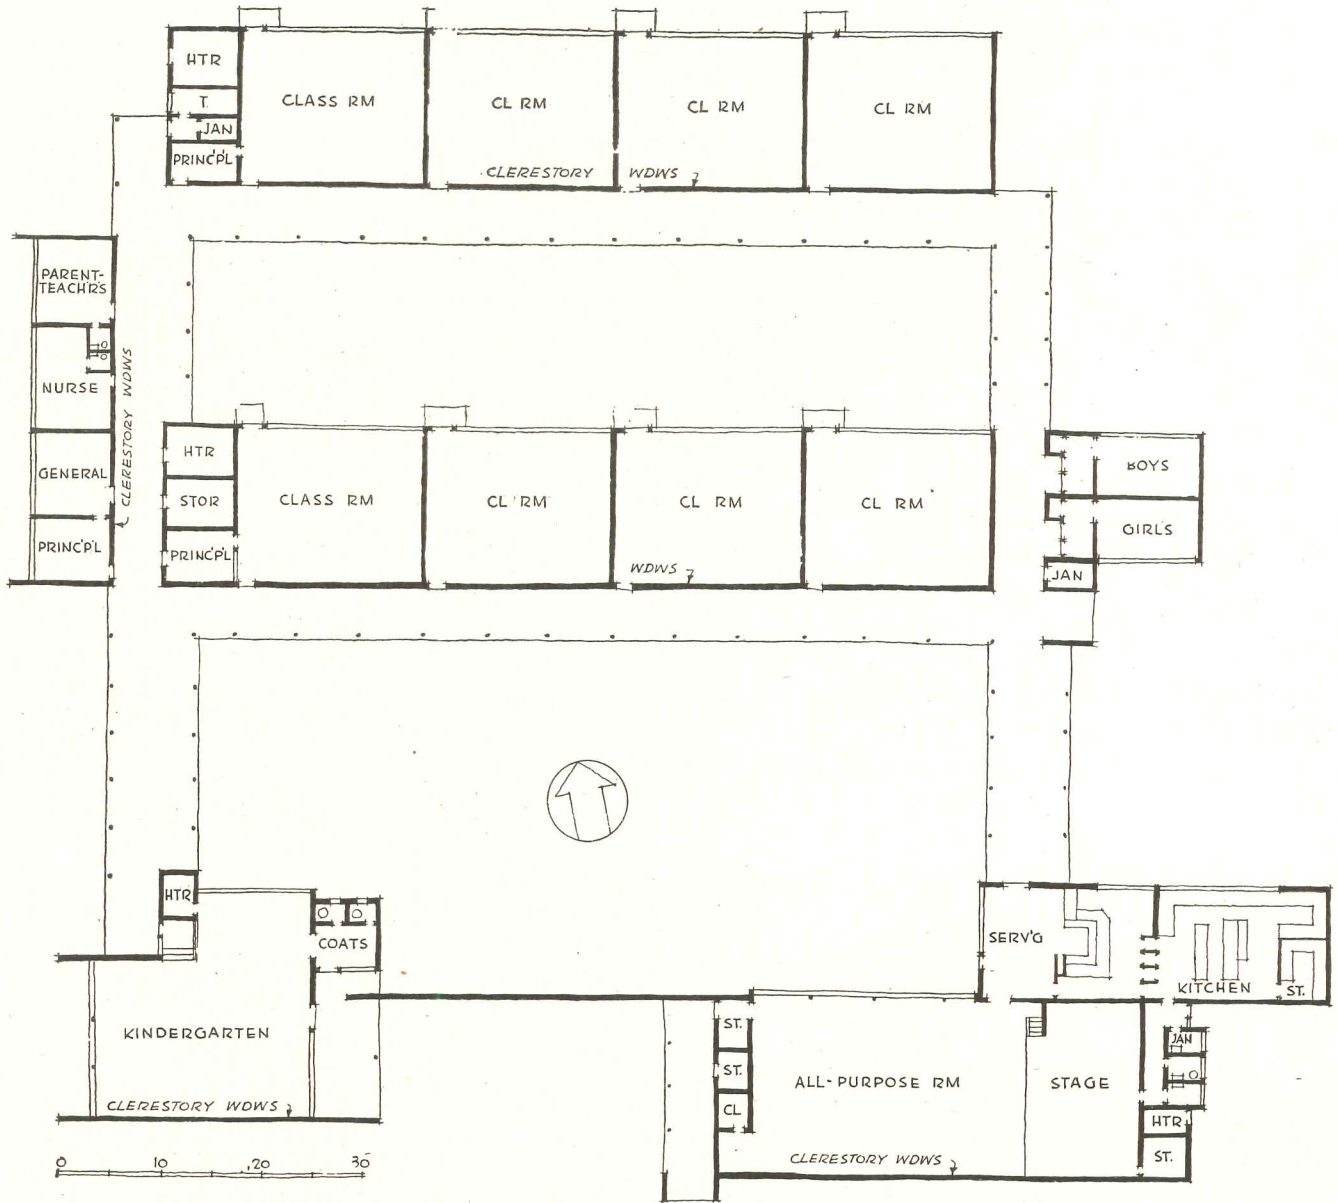 HTR
T.
JAN
PRINC'P'L
CLASS RM
CL RM
CL RM
CL RM
CLERESTORY WDWS
PARENT-
TEACH'R'S
NURSE
GENERAL
PRINC'P'L
CLERESTORY WDWS
HTR
STOR
PRINC'P'L
CLASS RM
CL RM
CL RM
CL RM
WDWS
BOYS
GIRLS
JAN
HTR
COATS
KINDERGARTEN
CLERESTORY WDWS
0 10 20 30
SERV'G
KITCHEN
ST.
ST.
ST.
CL
ALL-PURPOSE RM
STAGE
JAN
HTR
ST.
CLERESTORY WDWS